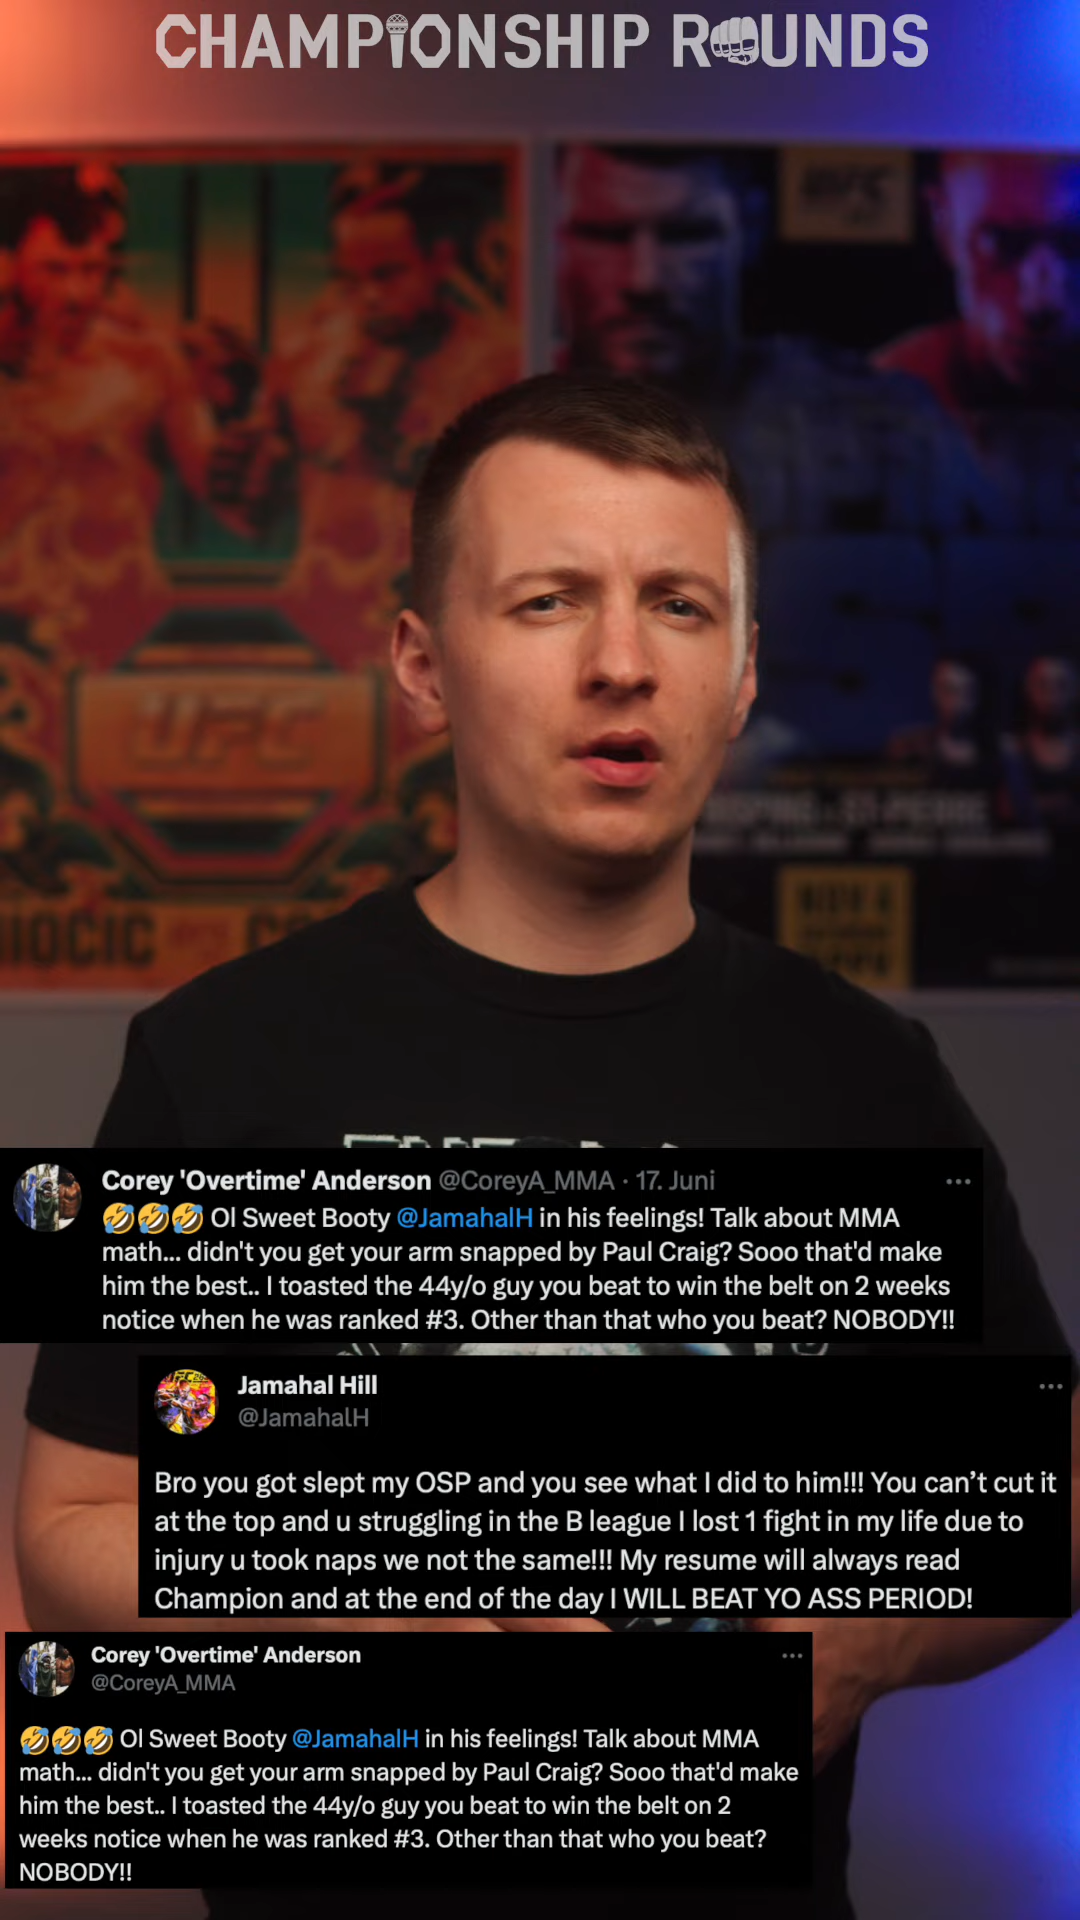 CHAMPIONSHIP ROUNDS
UFC
UFC
MIOCIC
BISPING ST-PIERRE
NOV 4
Corey 'Overtime' Anderson @CoreyA_MMA · 17. Juni
🤣🤣🤣 Ol Sweet Booty @JamahalH in his feelings! Talk about MMA
math... didn't you get your arm snapped by Paul Craig? Sooo that'd make
him the best.. I toasted the 44y/o guy you beat to win the belt on 2 weeks
notice when he was ranked #3. Other than that who you beat? NOBODY!!
Jamahal Hill
@JamahalH
Bro you got slept my OSP and you see what I did to him!!! You can’t cut it
at the top and u struggling in the B league I lost 1 fight in my life due to
injury u took naps we not the same!!! My resume will always read
Champion and at the end of the day I WILL BEAT YO ASS PERIOD!
Corey 'Overtime' Anderson
@CoreyA_MMA
🤣🤣🤣 Ol Sweet Booty @JamahalH in his feelings! Talk about MMA
math... didn't you get your arm snapped by Paul Craig? Sooo that'd make
him the best.. I toasted the 44y/o guy you beat to win the belt on 2
weeks notice when he was ranked #3. Other than that who you beat?
NOBODY!!